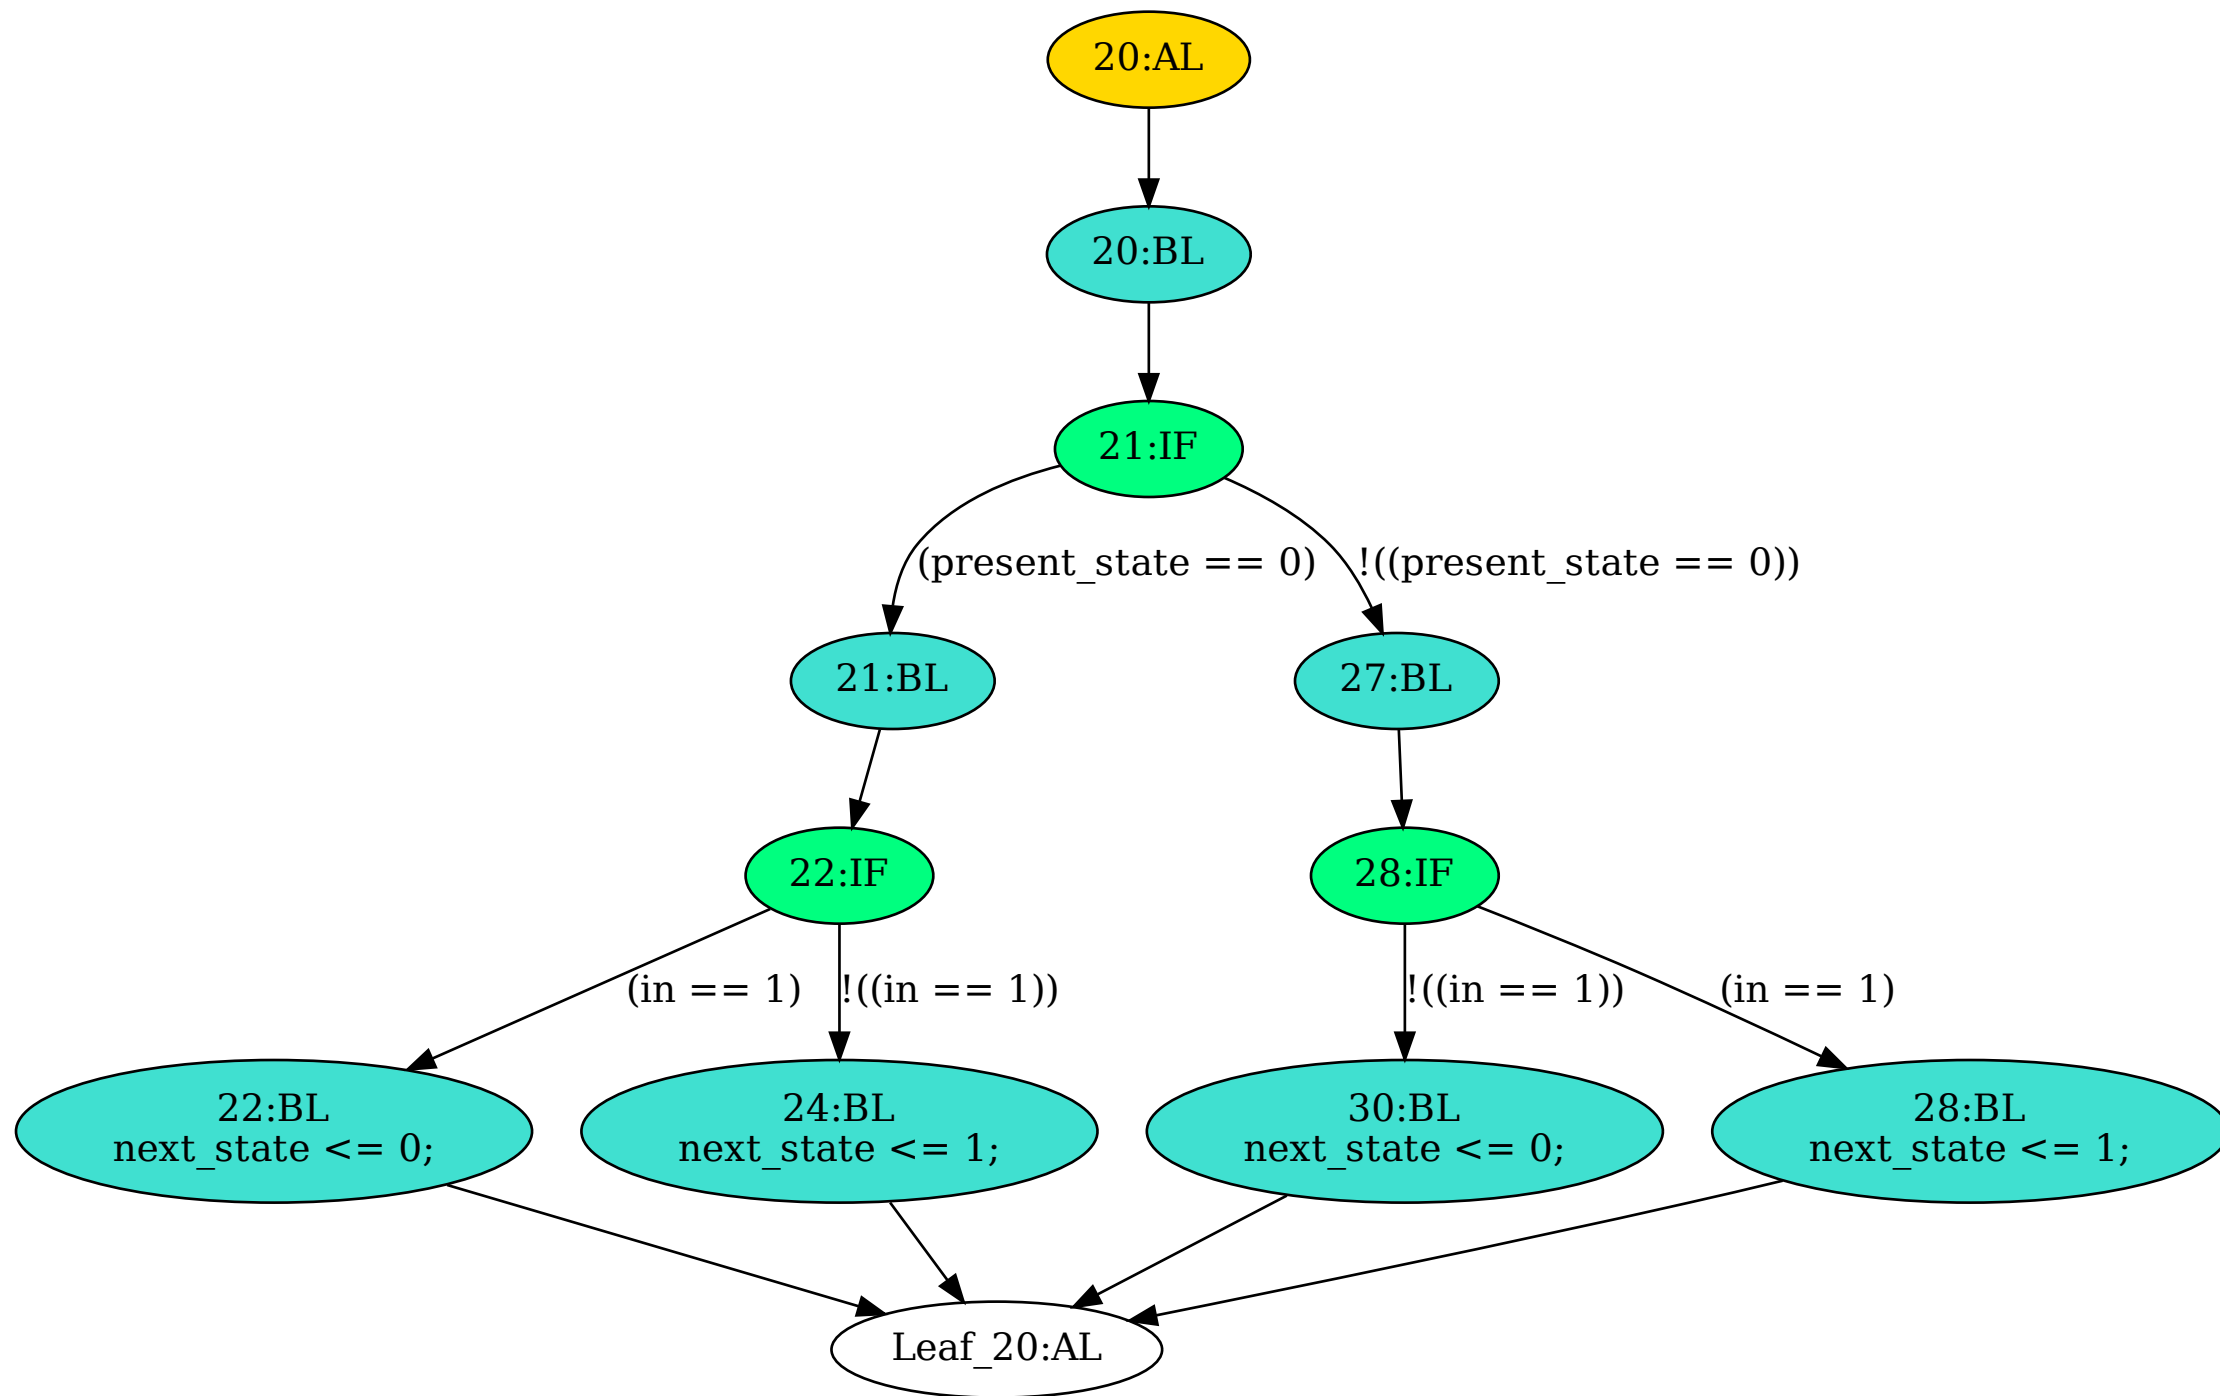 20:AL
20:BL
21:IF
(present_state == 0)
!((present_state == 0))
21:BL
27:BL
22:IF
28:IF
(in == 1)
!((in == 1))
!((in == 1))
(in == 1)
22:BL
next_state <= 0;
24:BL
next_state <= 1;
30:BL
next_state <= 0;
28:BL
next_state <= 1;
Leaf_20:AL